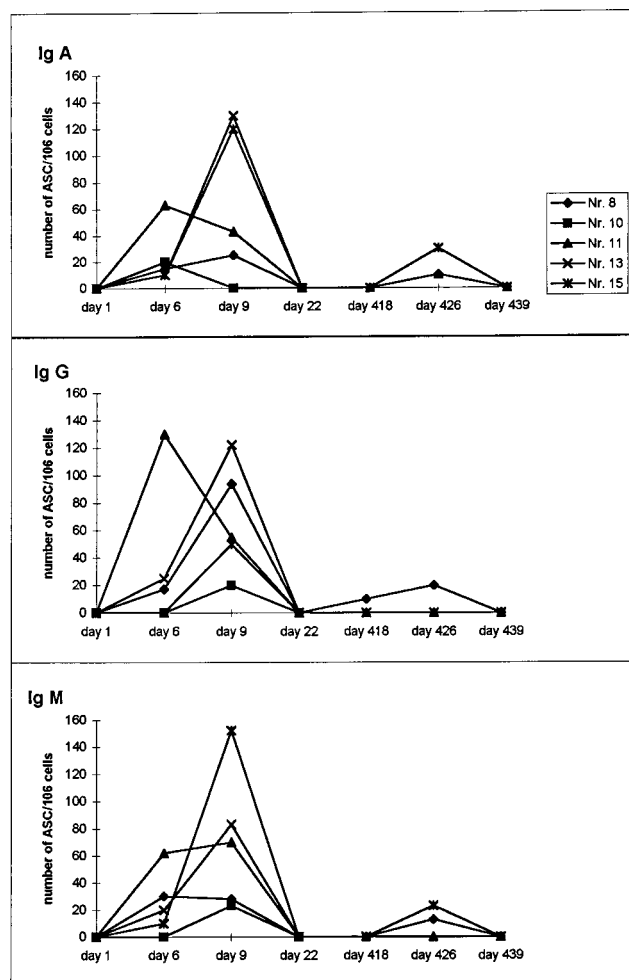 Ig A
number of ASC/106 cells
160
140
120
100
80
60
40
20
0
day 1 day 6 day 9 day 22 day 418 day 426 day 439
Nr. 8
Nr. 10
Nr. 11
Nr. 13
Nr. 15
Ig G
number of ASC/106 cells
160
140
120
100
80
60
40
20
0
day 1 day 6 day 9 day 22 day 418 day 426 day 439
Ig M
number of ASC/106 cells
160
140
120
100
80
60
40
20
0
day 1 day 6 day 9 day 22 day 418 day 426 day 439